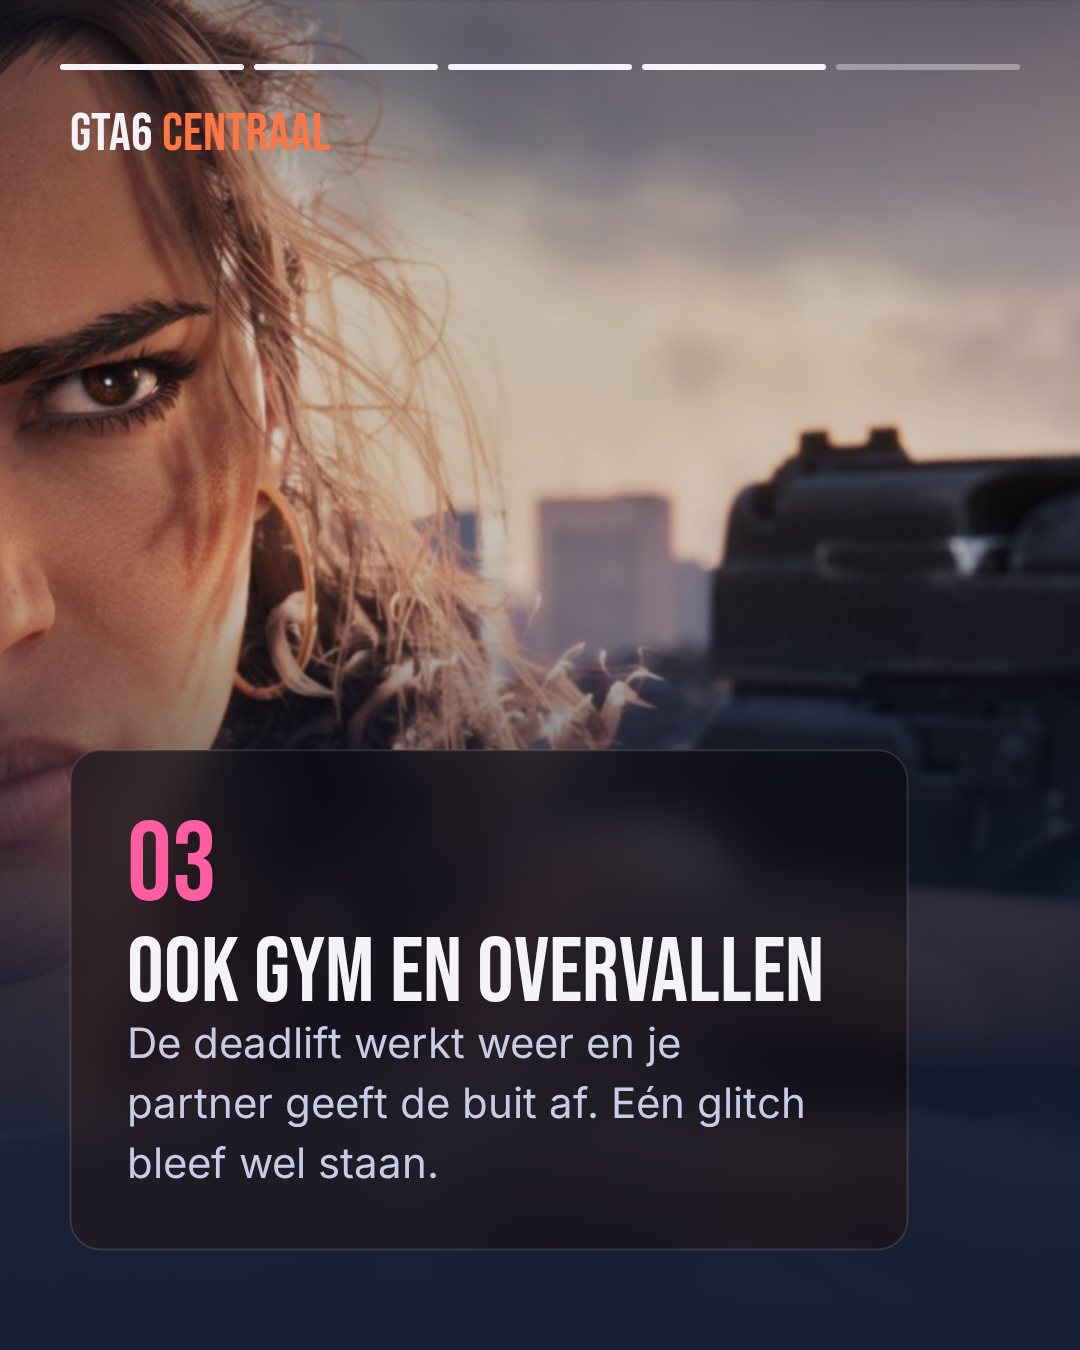 GTA6 CENTRAAL
03
OOK GYM EN OVERVALLEN
De deadlift werkt weer en je
partner geeft de buit af. Eén glitch
bleef wel staan.